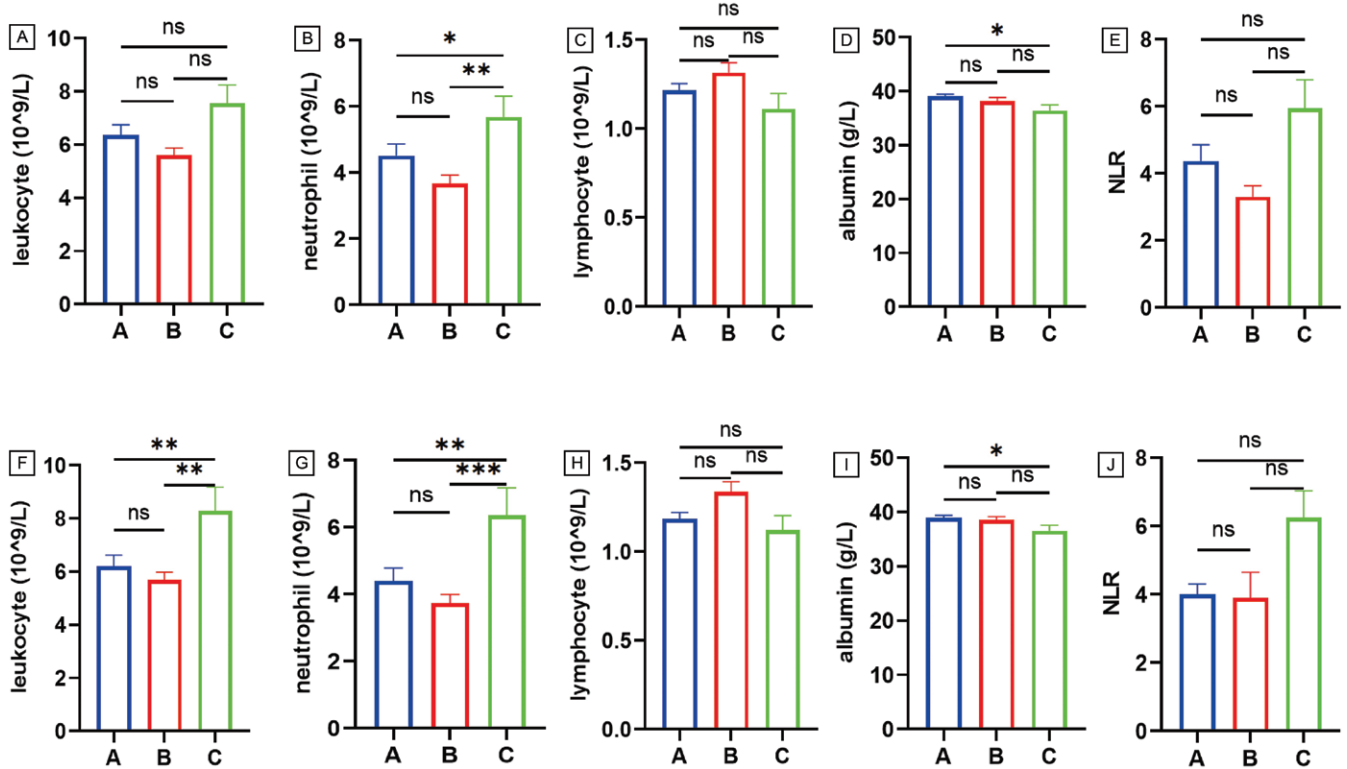 A
leukocyte (10^9/L)
10
8
6
4
2
0
ns
ns
ns
A B C
B
neutrophil (10^9/L)
8
6
4
2
0
*
**
ns
A B C
C
lymphocyte (10^9/L)
1.5
1.0
0.5
0.0
ns
ns ns
A B C
D
albumin (g/L)
50
40
30
20
10
0
*
ns ns
A B C
E
NLR
8
6
4
2
0
ns
ns
ns
A B C
F
leukocyte (10^9/L)
10
8
6
4
2
0
**
**
ns
A B C
G
neutrophil (10^9/L)
8
6
4
2
0
**
***
ns
A B C
H
lymphocyte (10^9/L)
1.5
1.0
0.5
0.0
ns
ns ns
A B C
I
albumin (g/L)
50
40
30
20
10
0
*
ns ns
A B C
J
NLR
8
6
4
2
0
ns
ns
ns
A B C